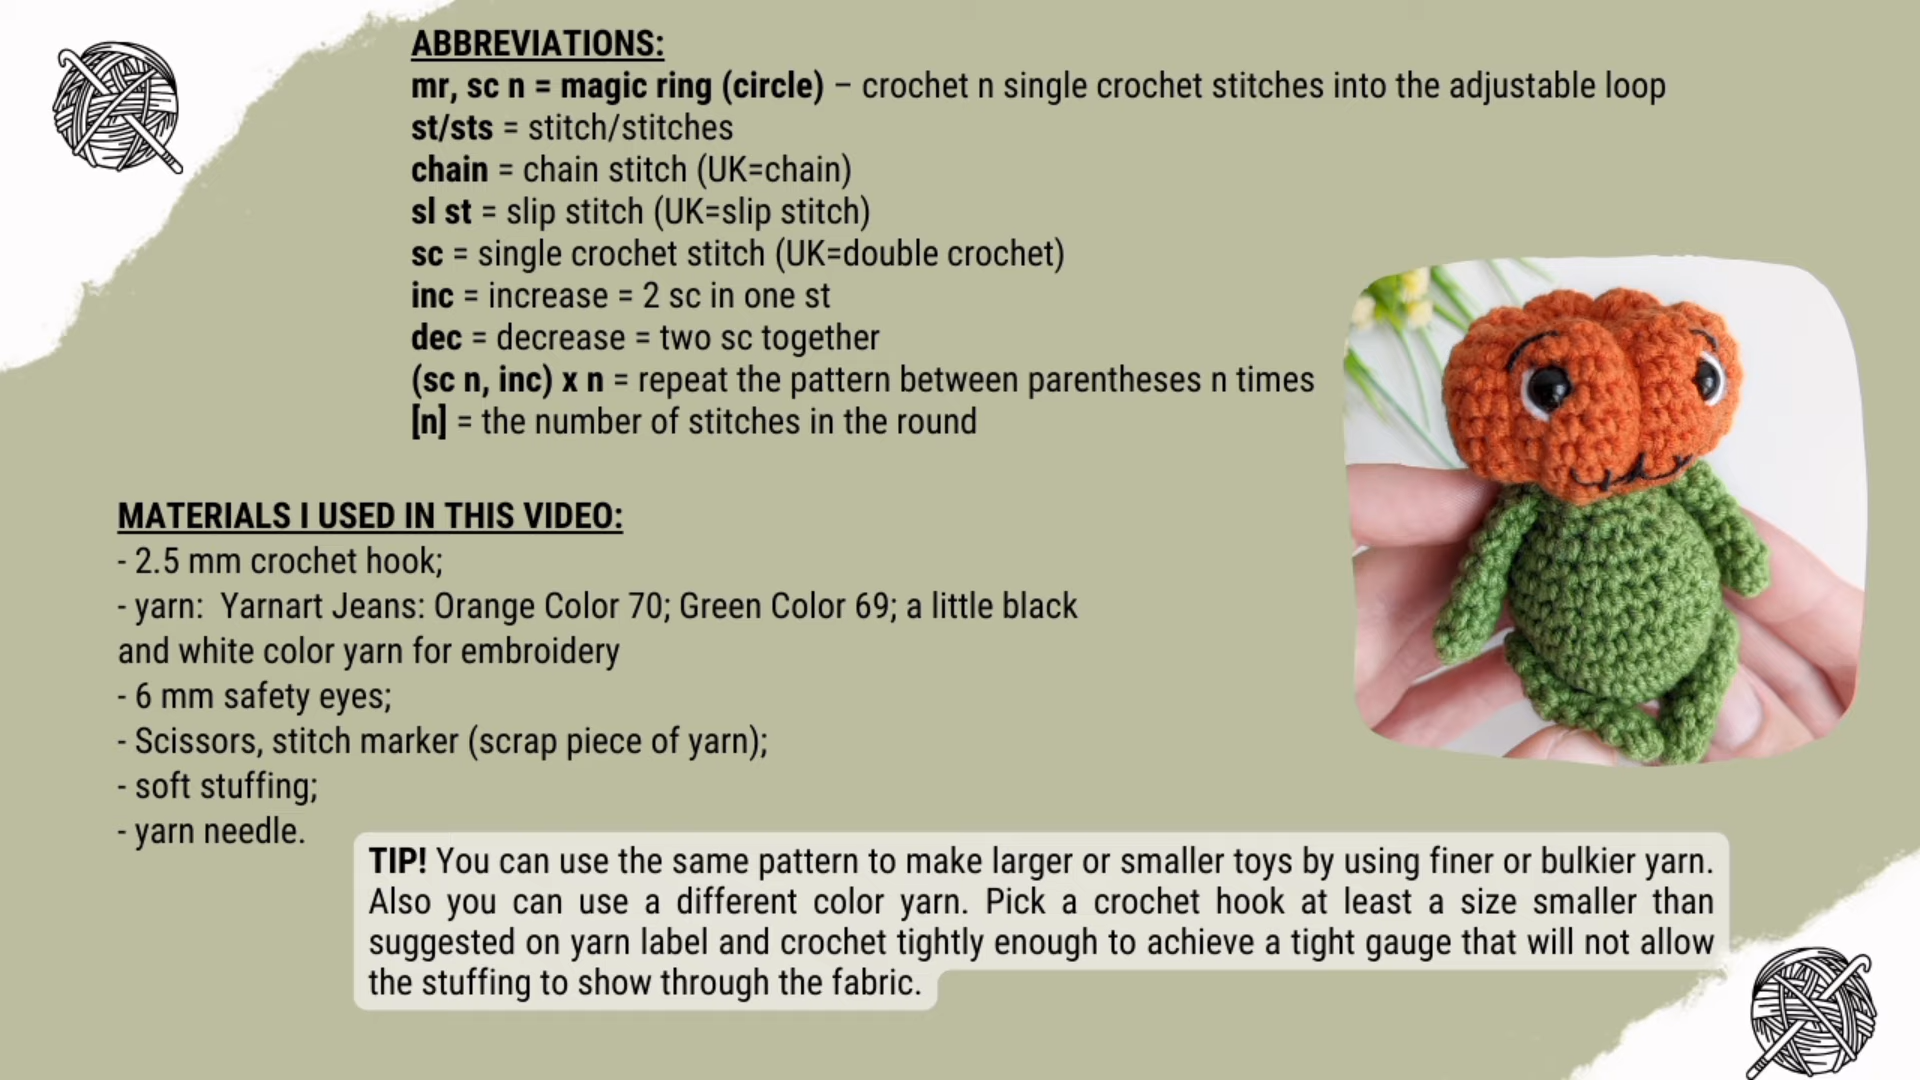 ABBREVIATIONS:
mr, sc n = magic ring (circle) – crochet n single crochet stitches into the adjustable loop
st/sts = stitch/stitches
chain = chain stitch (UK=chain)
sl st = slip stitch (UK=slip stitch)
sc = single crochet stitch (UK=double crochet)
inc = increase = 2 sc in one st
dec = decrease = two sc together
(sc n, inc) x n = repeat the pattern between parentheses n times
[n] = the number of stitches in the round
MATERIALS I USED IN THIS VIDEO:
- 2.5 mm crochet hook;
- yarn:  Yarnart Jeans: Orange Color 70; Green Color 69; a little black
and white color yarn for embroidery
- 6 mm safety eyes;
- Scissors, stitch marker (scrap piece of yarn);
- soft stuffing;
- yarn needle.
TIP! You can use the same pattern to make larger or smaller toys by using finer or bulkier yarn.
Also you can use a different color yarn. Pick a crochet hook at least a size smaller than
suggested on yarn label and crochet tightly enough to achieve a tight gauge that will not allow
the stuffing to show through the fabric.